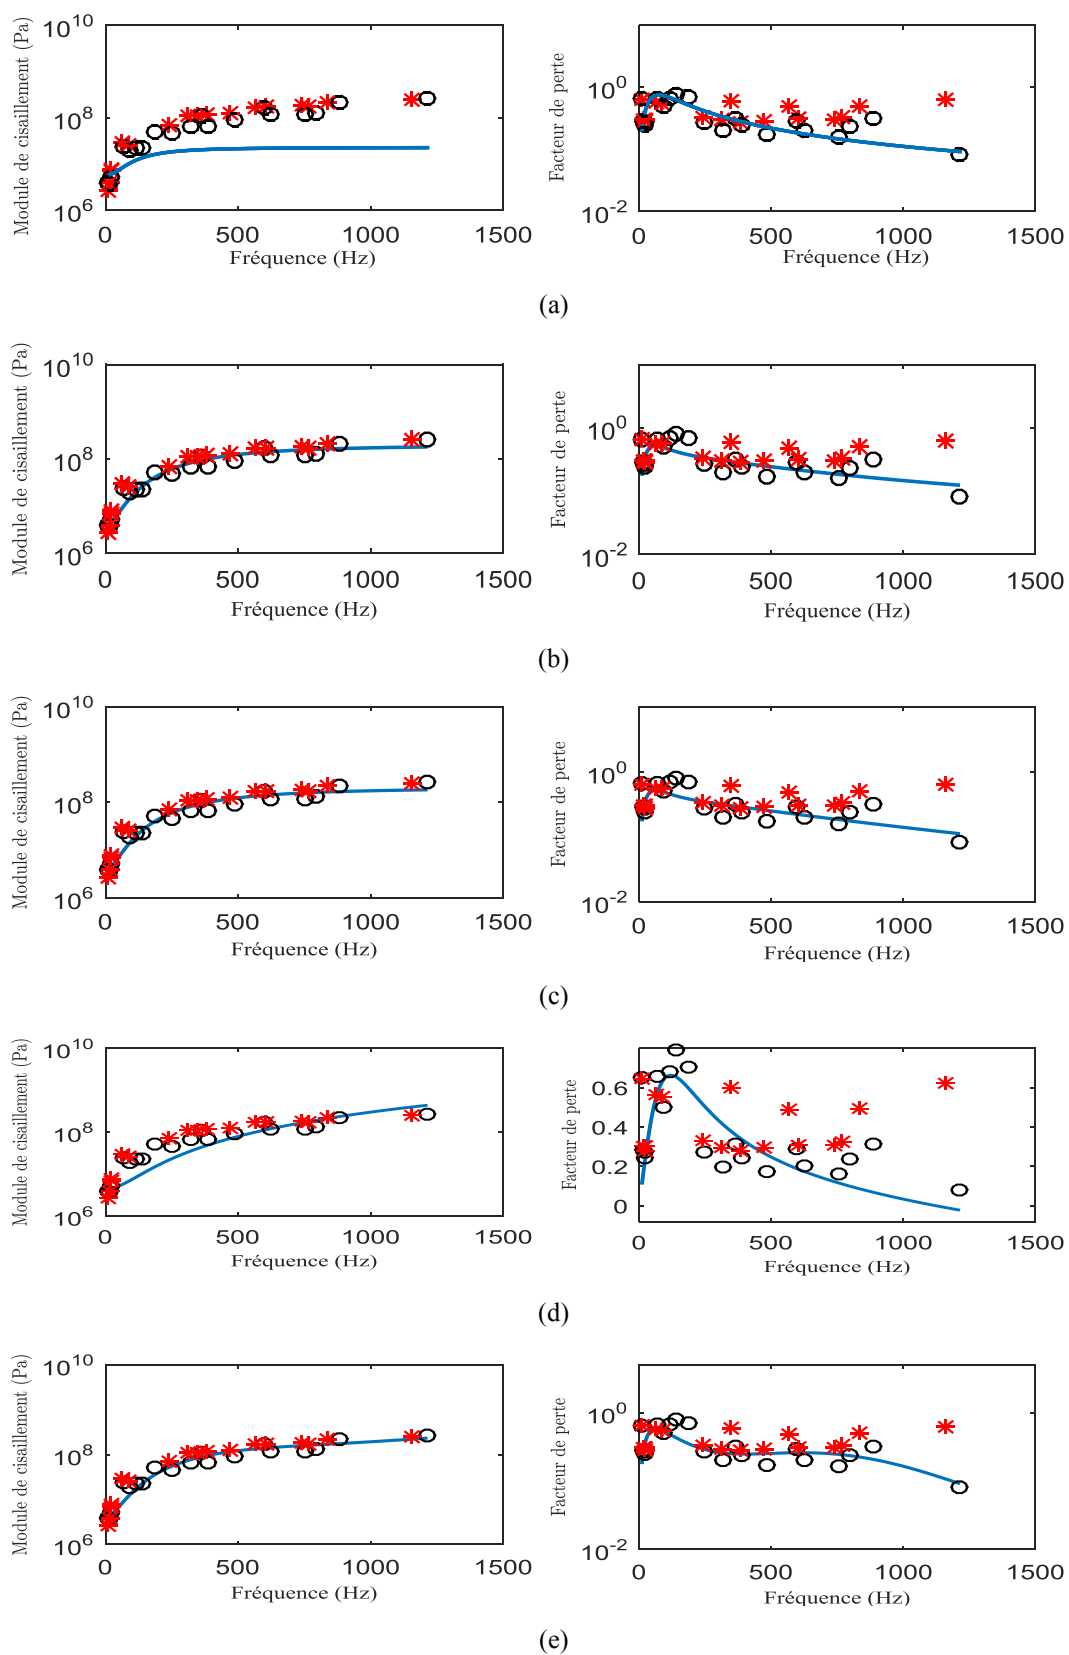 Module de cisaillement (Pa)
10^10
10^8
10^6
0 500 1000 1500
Fréquence (Hz)
Facteur de perte
10^0
10^-2
0 500 1000 1500
Fréquence (Hz)
(a)
Module de cisaillement (Pa)
10^10
10^8
10^6
0 500 1000 1500
Fréquence (Hz)
Facteur de perte
10^0
10^-2
0 500 1000 1500
Fréquence (Hz)
(b)
Module de cisaillement (Pa)
10^10
10^8
10^6
0 500 1000 1500
Fréquence (Hz)
Facteur de perte
10^0
10^-2
0 500 1000 1500
Fréquence (Hz)
(c)
Module de cisaillement (Pa)
10^10
10^8
10^6
0 500 1000 1500
Fréquence (Hz)
Facteur de perte
0.6
0.4
0.2
0
0 500 1000 1500
Fréquence (Hz)
(d)
Module de cisaillement (Pa)
10^10
10^8
10^6
0 500 1000 1500
Fréquence (Hz)
Facteur de perte
10^0
10^-2
0 500 1000 1500
Fréquence (Hz)
(e)